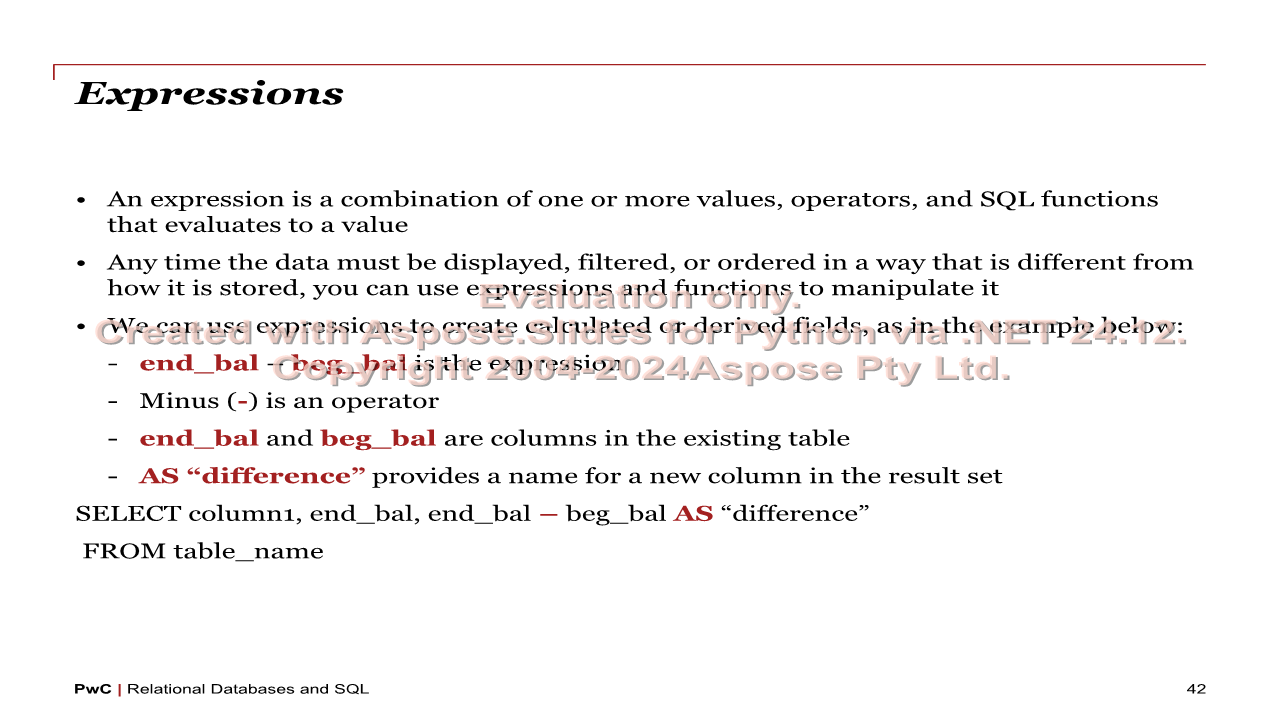 Expressions
• An expression is a combination of one or more values, operators, and SQL functions
that evaluates to a value
• Any time the data must be displayed, filtered, or ordered in a way that is different from
how it is stored, you can use expressions and functions to manipulate it
Evaluation only.
• We can use expressions to create calculated or derived fields, as in the example below:
Created with Aspose.Slides for Python via .NET 24.12.
- end_bal – beg_bal is the expression
Copyright 2004-2024Aspose Pty Ltd.
- Minus (-) is an operator
- end_bal and beg_bal are columns in the existing table
- AS “difference” provides a name for a new column in the result set
SELECT column1, end_bal, end_bal – beg_bal AS “difference”
FROM table_name
PwC | Relational Databases and SQL
42